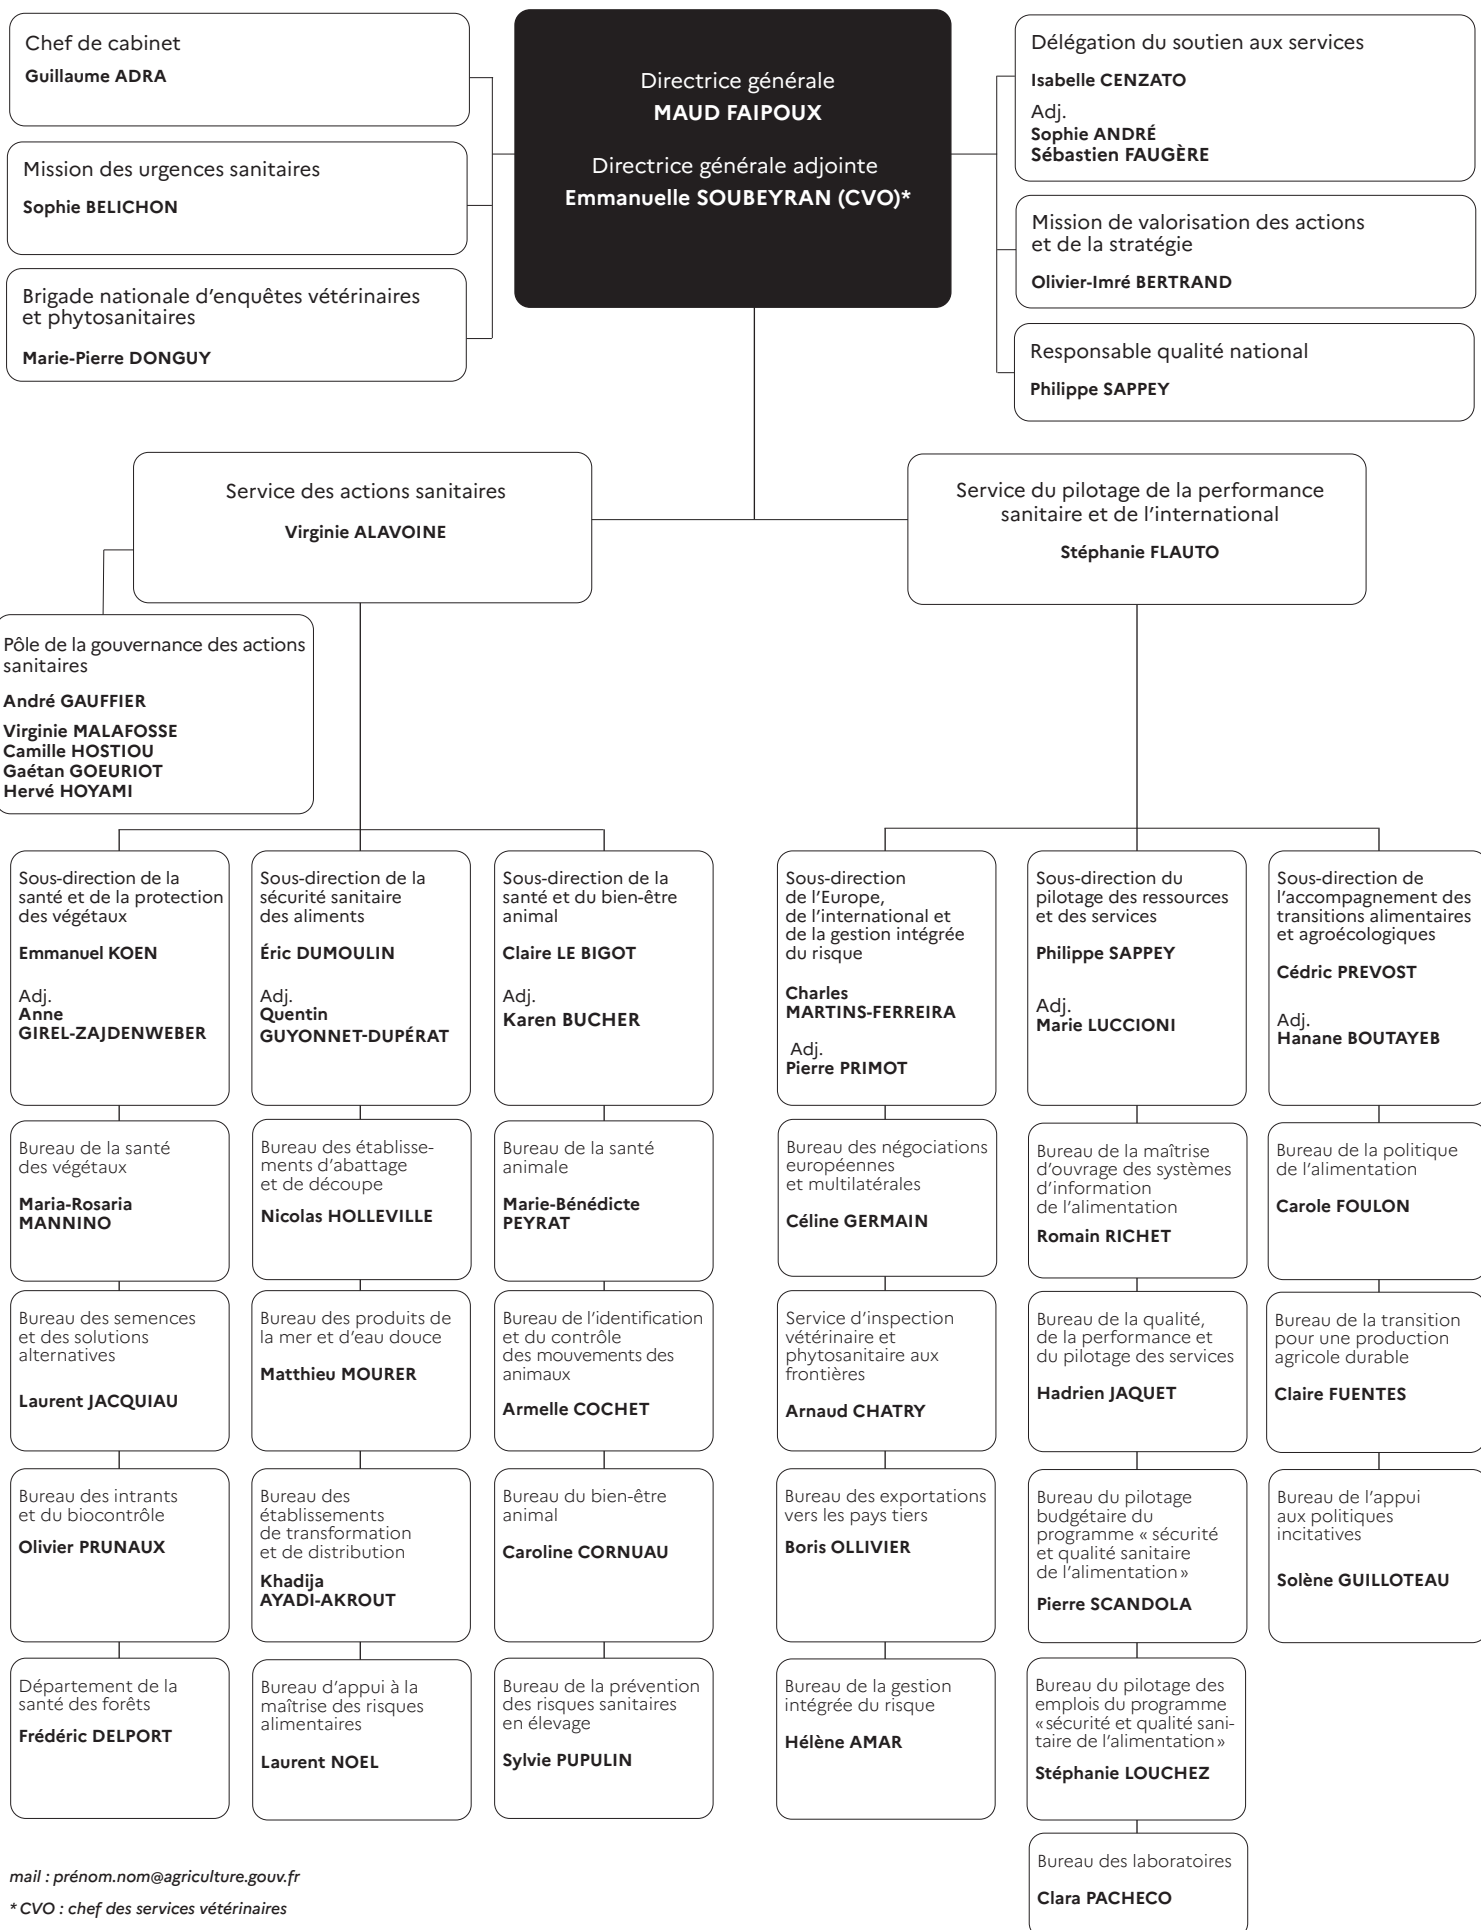 Chef de cabinet
Guillaume ADRA
Mission des urgences sanitaires
Sophie BELICHON
Brigade nationale d'enquêtes vétérinaires
et phytosanitaires
Marie-Pierre DONGUY
Directrice générale
MAUD FAIPOUX
Directrice générale adjointe
Emmanuelle SOUBEYRAN (CVO)*
Délégation du soutien aux services
Isabelle CENZATO
Adj.
Sophie ANDRÉ
Sébastien FAUGÈRE
Mission de valorisation des actions
et de la stratégie
Olivier-Imré BERTRAND
Responsable qualité national
Philippe SAPPEY
Service des actions sanitaires
Virginie ALAVOINE
Service du pilotage de la performance
sanitaire et de l'international
Stéphanie FLAUTO
Pôle de la gouvernance des actions
sanitaires
André GAUFFIER
Virginie MALAFOSSE
Camille HOSTIOU
Gaétan GOEURIOT
Hervé HOYAMI
Sous-direction de la
santé et de la protection
des végétaux
Emmanuel KOEN
Adj.
Anne
GIREL-ZAJDENWEBER
Bureau de la santé
des végétaux
Maria-Rosaria
MANNINO
Bureau des semences
et des solutions
alternatives
Laurent JACQUIAU
Bureau des intrants
et du biocontrôle
Olivier PRUNAUX
Département de la
santé des forêts
Frédéric DELPORT
Sous-direction de la
sécurité sanitaire
des aliments
Éric DUMOULIN
Adj.
Quentin
GUYONNET-DUPÉRAT
Bureau des établisse-
ments d'abattage
et de découpe
Nicolas HOLLEVILLE
Bureau des produits de
la mer et d'eau douce
Matthieu MOURER
Bureau des
établissements
de transformation
et de distribution
Khadija
AYADI-AKROUT
Bureau d'appui à la
maîtrise des risques
alimentaires
Laurent NOEL
Sous-direction de la
santé et du bien-être
animal
Claire LE BIGOT
Adj.
Karen BUCHER
Bureau de la santé
animale
Marie-Bénédicte
PEYRAT
Bureau de l'identification
et du contrôle
des mouvements des
animaux
Armelle COCHET
Bureau du bien-être
animal
Caroline CORNUAU
Bureau de la prévention
des risques sanitaires
en élevage
Sylvie PUPULIN
Sous-direction
de l'Europe,
de l'international et
de la gestion intégrée
du risque
Charles
MARTINS-FERREIRA
Adj.
Pierre PRIMOT
Bureau des négociations
européennes
et multilatérales
Céline GERMAIN
Service d'inspection
vétérinaire et
phytosanitaire aux
frontières
Arnaud CHATRY
Bureau des exportations
vers les pays tiers
Boris OLLIVIER
Bureau de la gestion
intégrée du risque
Hélène AMAR
Sous-direction du
pilotage des ressources
et des services
Philippe SAPPEY
Adj.
Marie LUCCIONI
Bureau de la maîtrise
d'ouvrage des systèmes
d'information
de l'alimentation
Romain RICHET
Bureau de la qualité,
de la performance et
du pilotage des services
Hadrien JAQUET
Bureau du pilotage
budgétaire du
programme « sécurité
et qualité sanitaire
de l'alimentation »
Pierre SCANDOLA
Bureau du pilotage des
emplois du programme
« sécurité et qualité sani-
taire de l'alimentation »
Stéphanie LOUCHEZ
Bureau des laboratoires
Clara PACHECO
Sous-direction de
l'accompagnement des
transitions alimentaires
et agroécologiques
Cédric PREVOST
Adj.
Hanane BOUTAYEB
Bureau de la politique
de l'alimentation
Carole FOULON
Bureau de la transition
pour une production
agricole durable
Claire FUENTES
Bureau de l'appui
aux politiques
incitatives
Solène GUILLOTEAU
mail : prénom.nom@agriculture.gouv.fr
* CVO : chef des services vétérinaires